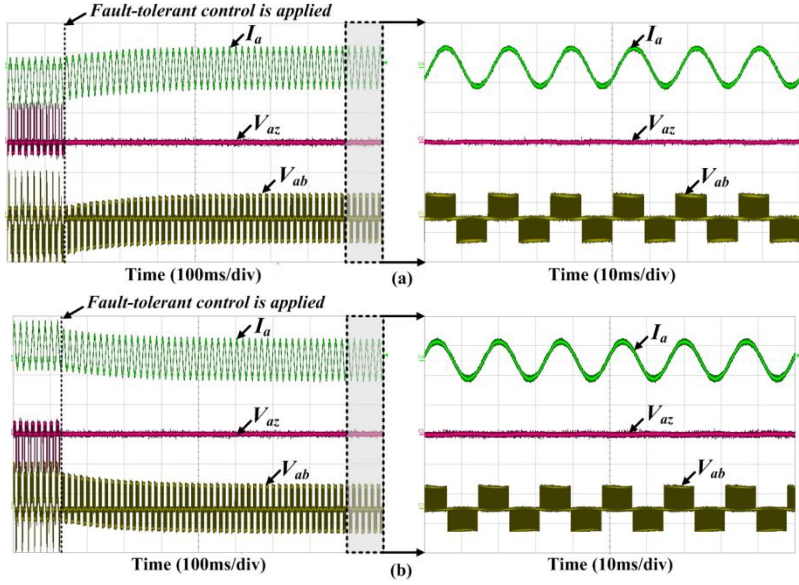 Fault-tolerant control is applied
Ia
Ia
Vaz
Vaz
Vab
Vab
Time (100ms/div)
(a)
Time (10ms/div)
Fault-tolerant control is applied
Ia
Ia
Vaz
Vaz
Vab
Vab
Time (100ms/div)
(b)
Time (10ms/div)